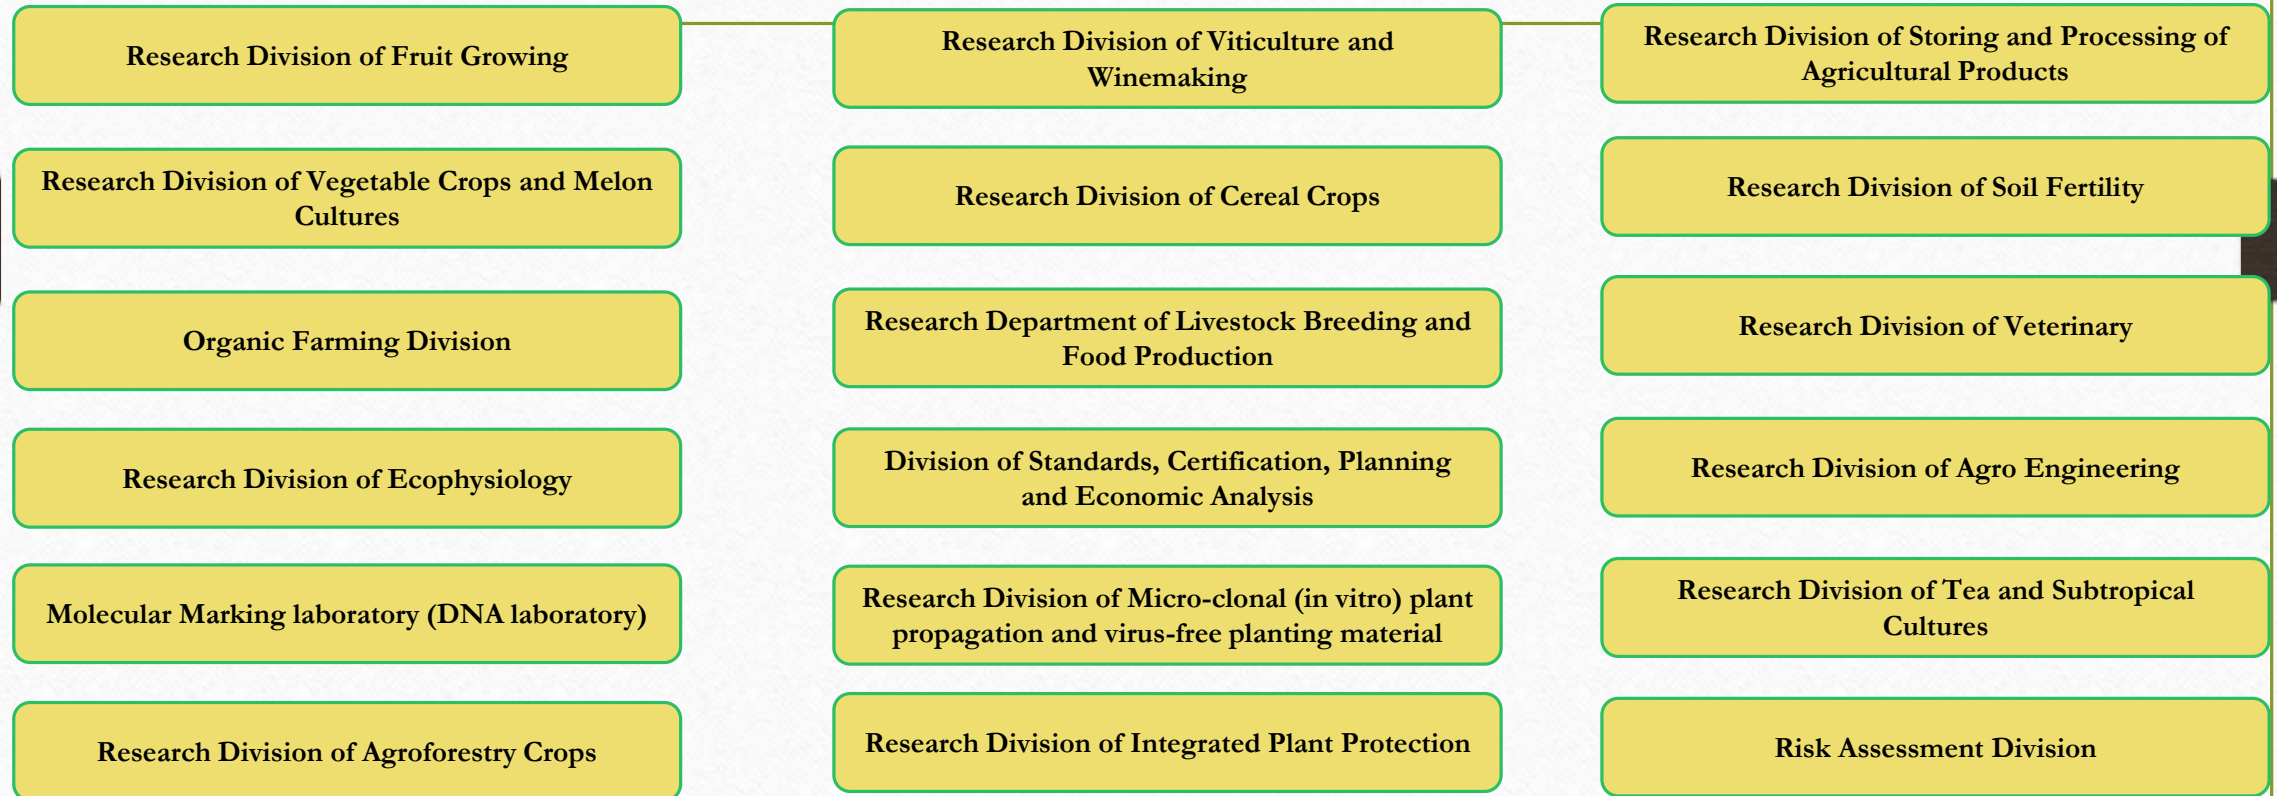 Research Division of Fruit Growing
Research Division of Viticulture and
Winemaking
Research Division of Storing and Processing of
Agricultural Products
Research Division of Vegetable Crops and Melon
Cultures
Research Division of Cereal Crops
Research Division of Soil Fertility
Organic Farming Division
Research Department of Livestock Breeding and
Food Production
Research Division of Veterinary
Research Division of Ecophysiology
Division of Standards, Certification, Planning
and Economic Analysis
Research Division of Agro Engineering
Molecular Marking laboratory (DNA laboratory)
Research Division of Micro-clonal (in vitro) plant
propagation and virus-free planting material
Research Division of Tea and Subtropical
Cultures
Research Division of Agroforestry Crops
Research Division of Integrated Plant Protection
Risk Assessment Division